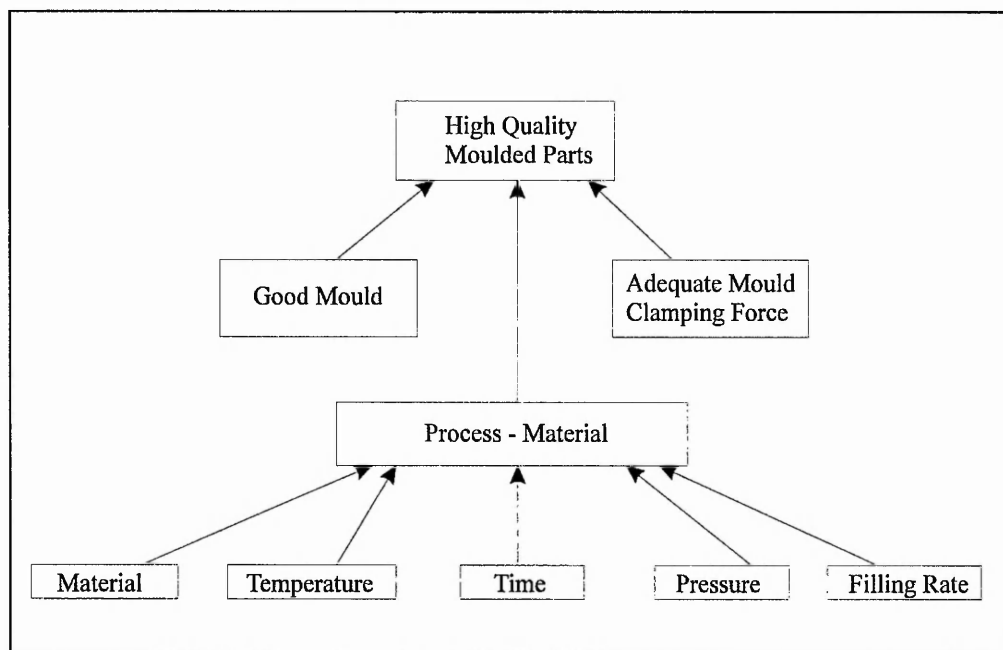 High Quality
Moulded Parts
Good Mould
Adequate Mould
Clamping Force
Process - Material
Material
Temperature
Time
Pressure
Filling Rate